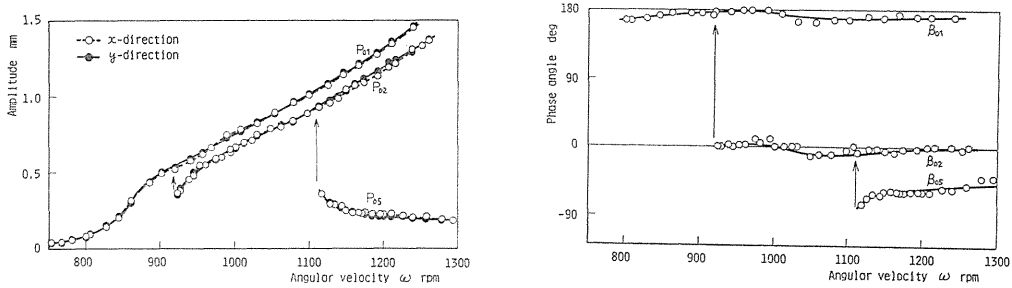 1.5
1.0
0.5
0
Amplitude mm
x-direction
y-direction
P01
P02
P05
800
900
1000
1100
1200
1300
Angular velocity ω rpm
180
90
0
-90
Phase angle deg
β01
β02
β05
800
900
1000
1100
1200
1300
Angular velocity ω rpm